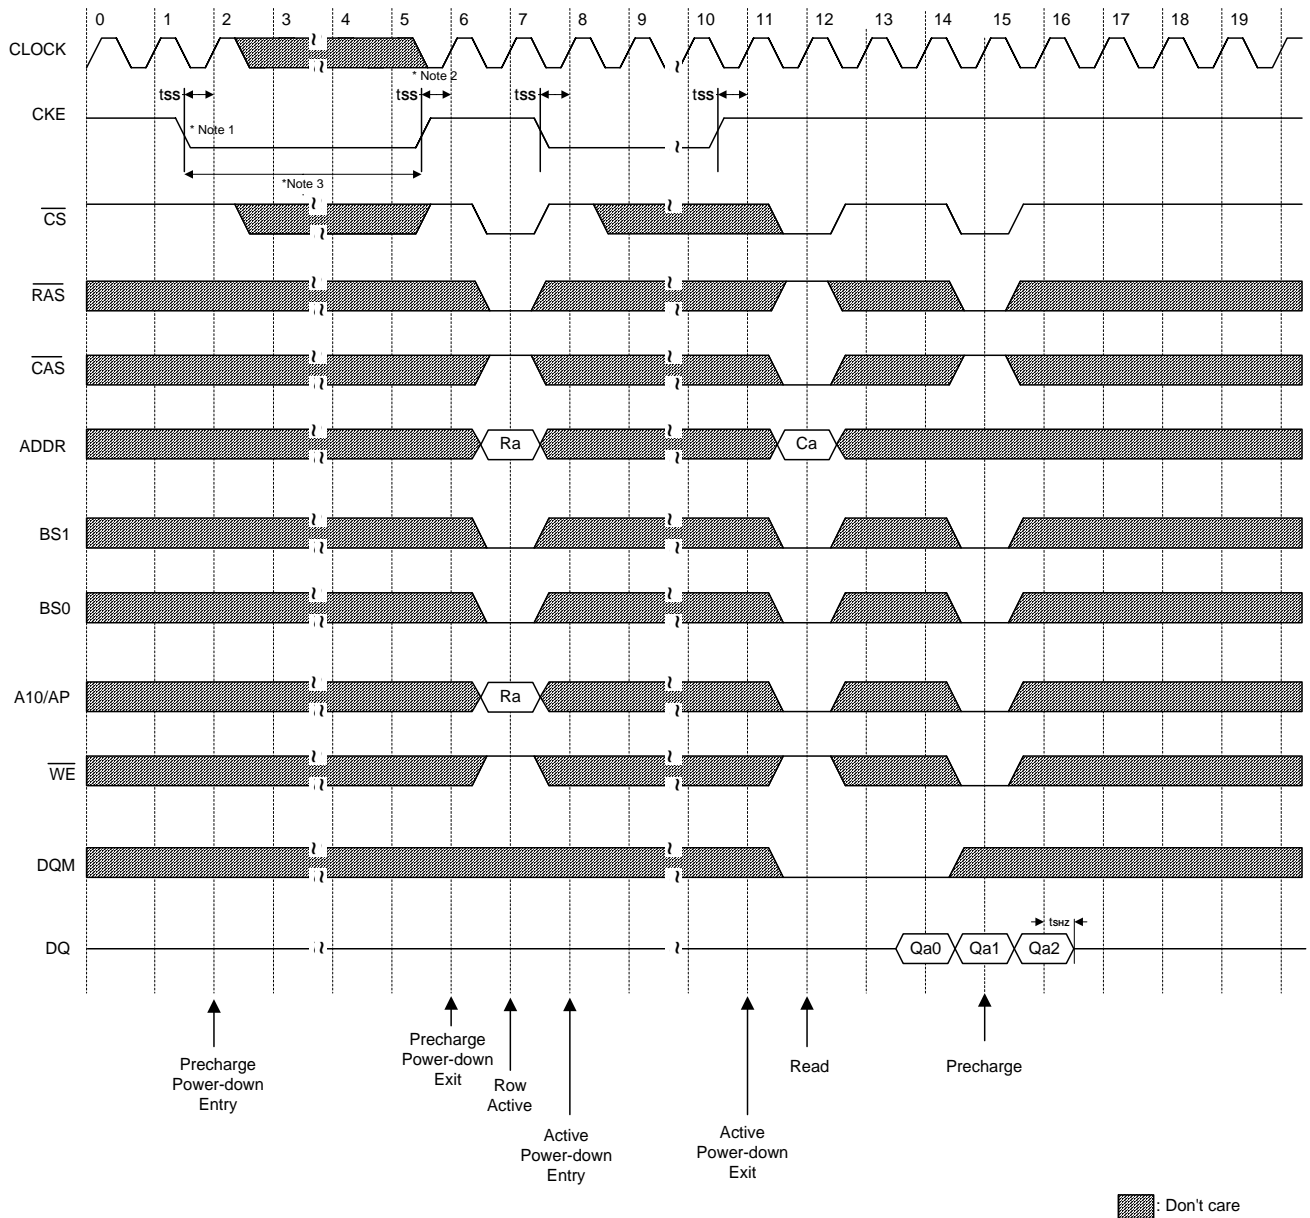 0 1 2 3 4 5 6 7 8 9 10 11 12 13 14 15 16 17 18 19
CLOCK
* Note 2
tss tss tss tss
CKE
* Note 1
*Note 3
CS
RAS
CAS
ADDR Ra Ca
BS1
BS0
A10/AP Ra
WE
DQM
tSHZ
DQ Qa0 Qa1 Qa2
Precharge
Power-down
Entry
Precharge
Power-down
Exit
Row
Active
Active
Power-down
Entry
Active
Power-down
Exit
Read
Precharge
: Don't care